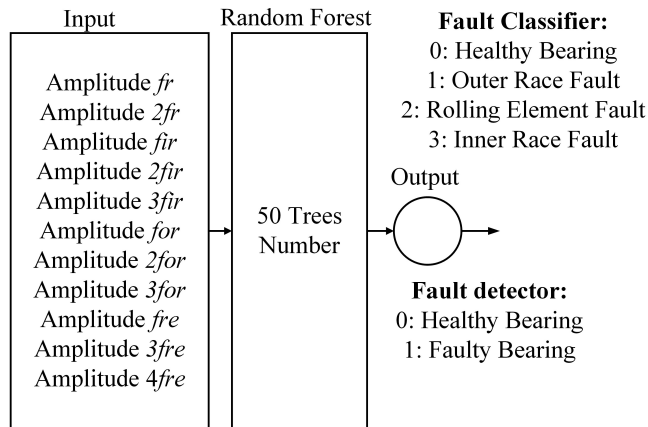 Input
Amplitude fr
Amplitude 2fr
Amplitude fir
Amplitude 2fir
Amplitude 3fir
Amplitude for
Amplitude 2for
Amplitude 3for
Amplitude fre
Amplitude 3fre
Amplitude 4fre
Random Forest
50 Trees
Number
Fault Classifier:
0: Healthy Bearing
1: Outer Race Fault
2: Rolling Element Fault
3: Inner Race Fault
Output
Fault detector:
0: Healthy Bearing
1: Faulty Bearing